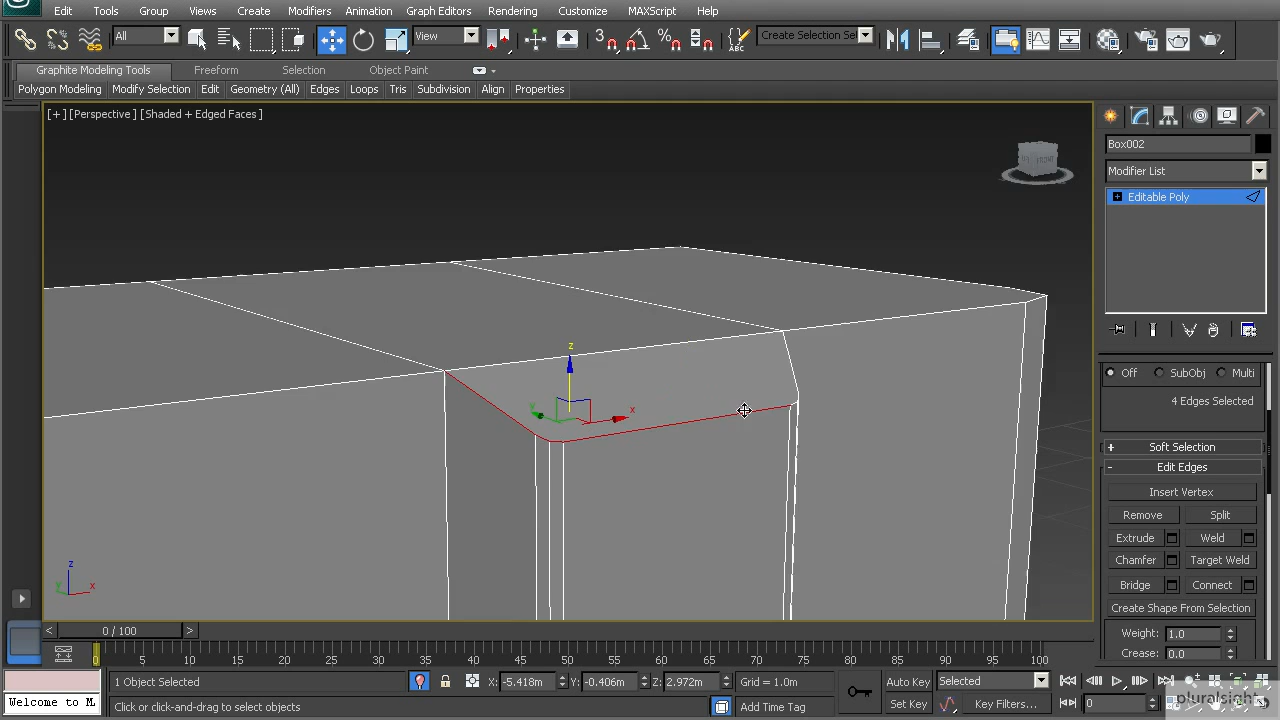 Edit Tools Group Views Create Modifiers Animation Graph Editors Rendering Customize MAXScript Help
All View Create Selection Se
Graphite Modeling Tools Freeform Selection Object Paint
Polygon Modeling Modify Selection Edit Geometry (All) Edges Loops Tris Subdivision Align Properties
[+] [Perspective] [Shaded + Edged Faces]
Box002
Modifier List
Editable Poly
z
y x
Off SubObj Multi
4 Edges Selected
+ Soft Selection
- Edit Edges
Insert Vertex
Remove Split
Extrude Weld
Chamfer Target Weld
Bridge Connect
Create Shape From Selection
Weight: 1.0
Crease: 0.0
z
y x
< 0 / 100 >
0 5 10 15 20 25 30 35 40 45 50 55 60 65 70 75 80 85 90 95 100
1 Object Selected X: -5.418m Y: -0.406m Z: 2.972m Grid = 1.0m Auto Key Selected
Welcome to M Click or click-and-drag to select objects Add Time Tag Set Key Key Filters... 0
pluralsight